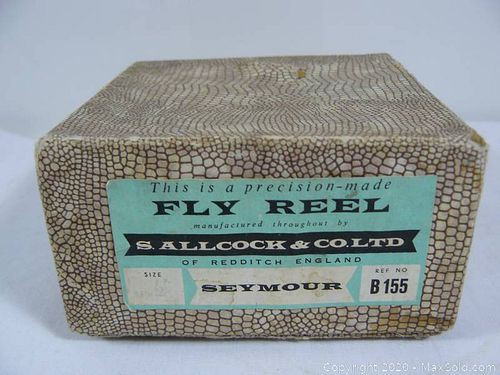 This is a precision-made
FLY REEL
manufactured throughout by
S. ALLCOCK & CO. LTD
OF REDDITCH ENGLAND
SIZE
SEYMOUR
REF NO
B 155
Copyright 2020 - MaxSold.com